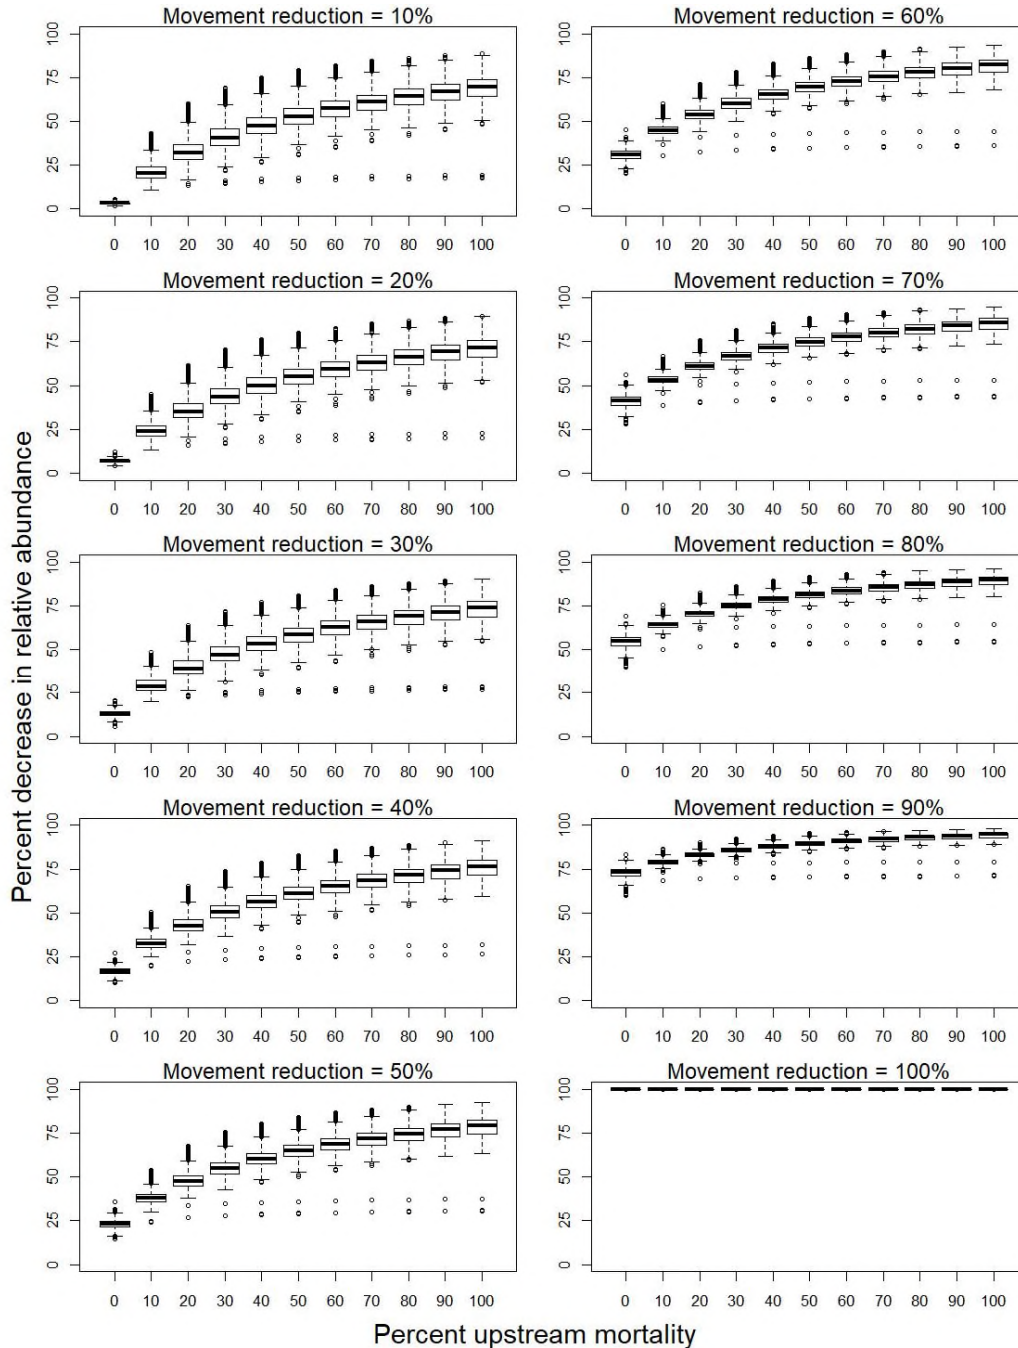 Movement reduction = 10%
100
75
50
25
0
0 10 20 30 40 50 60 70 80 90 100
Movement reduction = 60%
100
75
50
25
0
0 10 20 30 40 50 60 70 80 90 100
Movement reduction = 20%
100
75
50
25
0
0 10 20 30 40 50 60 70 80 90 100
Movement reduction = 70%
100
75
50
25
0
0 10 20 30 40 50 60 70 80 90 100
Movement reduction = 30%
100
75
50
25
0
0 10 20 30 40 50 60 70 80 90 100
Movement reduction = 80%
100
75
50
25
0
0 10 20 30 40 50 60 70 80 90 100
Movement reduction = 40%
100
75
50
25
0
0 10 20 30 40 50 60 70 80 90 100
Movement reduction = 90%
100
75
50
25
0
0 10 20 30 40 50 60 70 80 90 100
Movement reduction = 50%
100
75
50
25
0
0 10 20 30 40 50 60 70 80 90 100
Movement reduction = 100%
100
75
50
25
0
0 10 20 30 40 50 60 70 80 90 100
Percent decrease in relative abundance
Percent upstream mortality